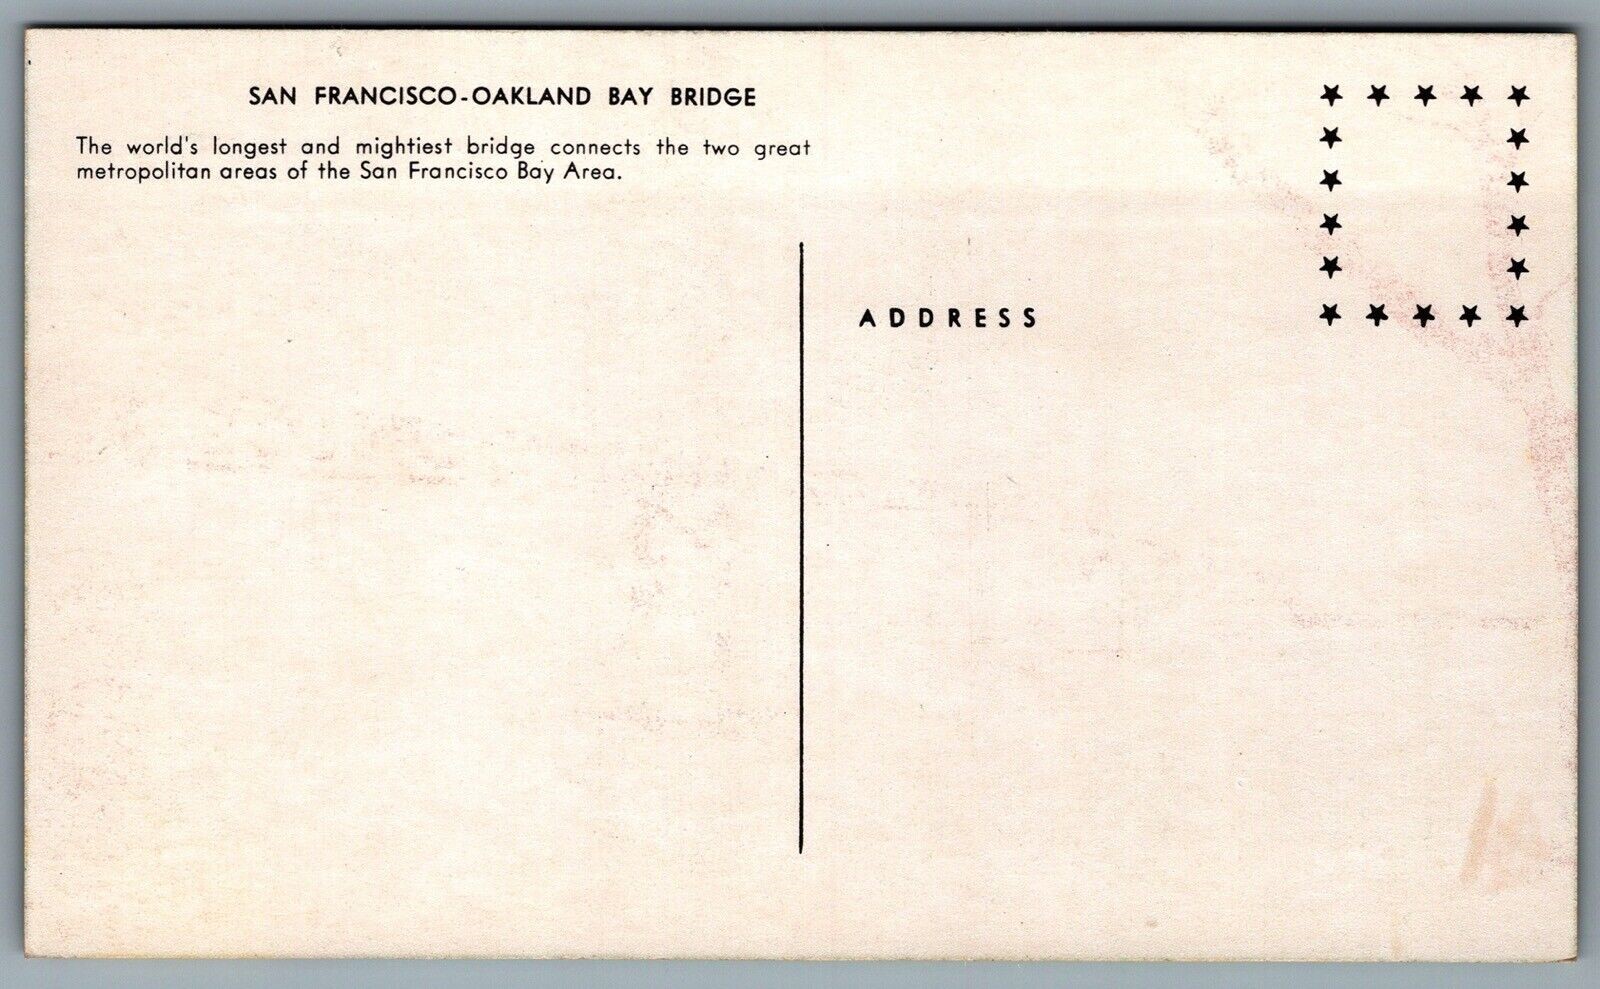 SAN FRANCISCO-OAKLAND BAY BRIDGE
The world's longest and mightiest bridge connects the two great
metropolitan areas of the San Francisco Bay Area.
ADDRESS